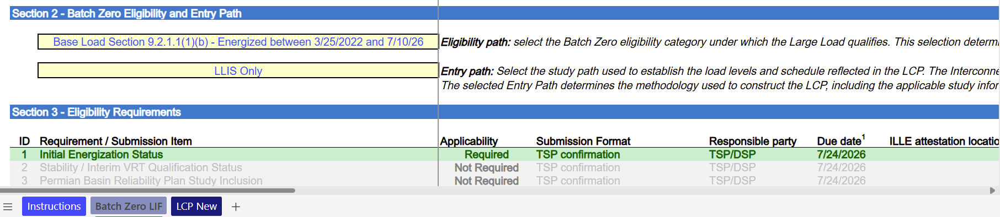 Section 2 - Batch Zero Eligibility and Entry Path
Base Load Section 9.2.1.1(1)(b) - Energized between 3/25/2022 and 7/10/26
Eligibility path: select the Batch Zero eligibility category under which the Large Load qualifies. This selection determi
LLIS Only
Entry path: Select the study path used to establish the load levels and schedule reflected in the LCP. The Interconne
The selected Entry Path determines the methodology used to construct the LCP, including the applicable study infor
Section 3 - Eligibility Requirements
ID Requirement / Submission Item Applicability Submission Format Responsible party Due date1 ILLE attestation locatio
1 Initial Energization Status Required TSP confirmation TSP/DSP 7/24/2026
2 Stability / Interim VRT Qualification Status Not Required TSP confirmation TSP/DSP 7/24/2026
3 Permian Basin Reliability Plan Study Inclusion Not Required TSP confirmation TSP/DSP 7/24/2026
Instructions Batch Zero LIF LCP New